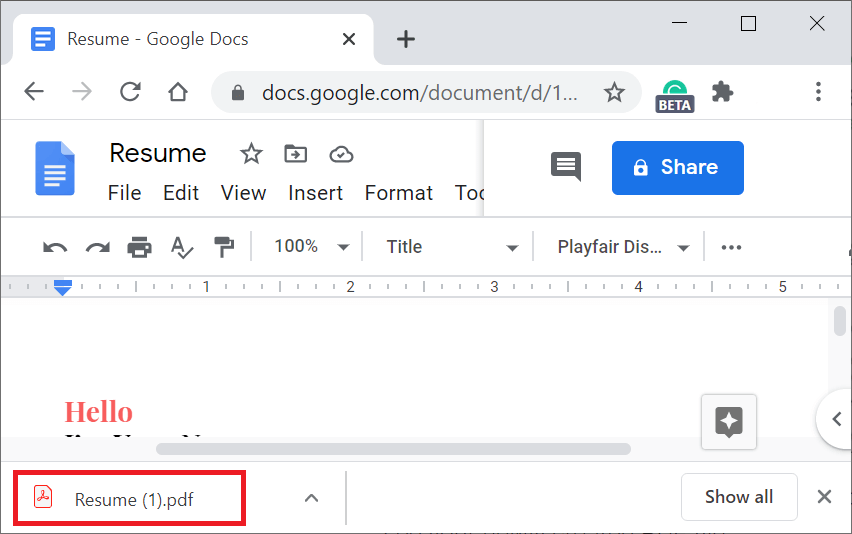 Resume - Google Docs
docs.google.com/document/d/1...
BETA
Resume
File Edit View Insert Format Too
Share
100% Title Playfair Dis...
1 2 3 4 5
Hello
Resume (1).pdf
Show all